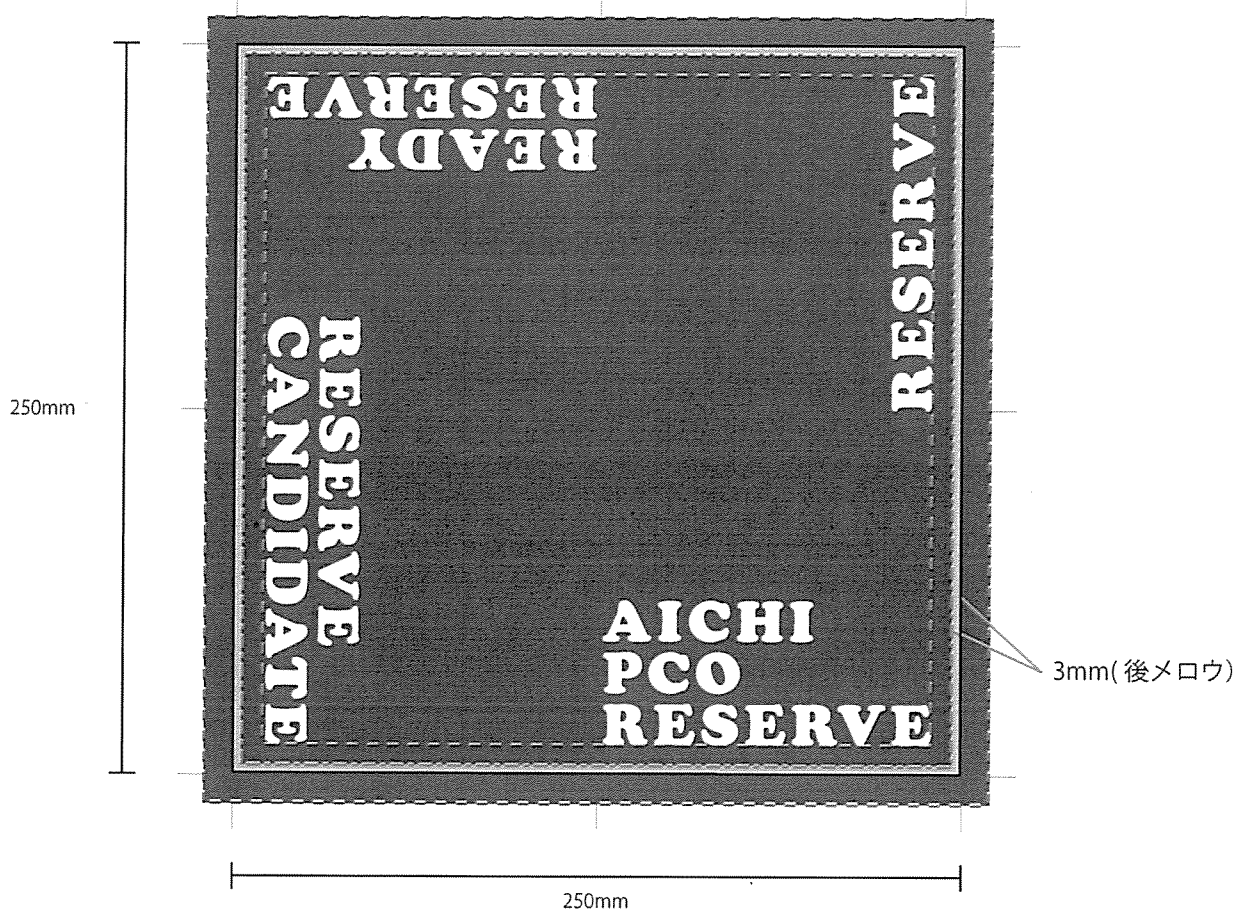 READY
RESERVE
RESERVE
RESERVE
CANDIDATE
AICHI
PCO
RESERVE
250mm
3mm(後メロウ)
250mm